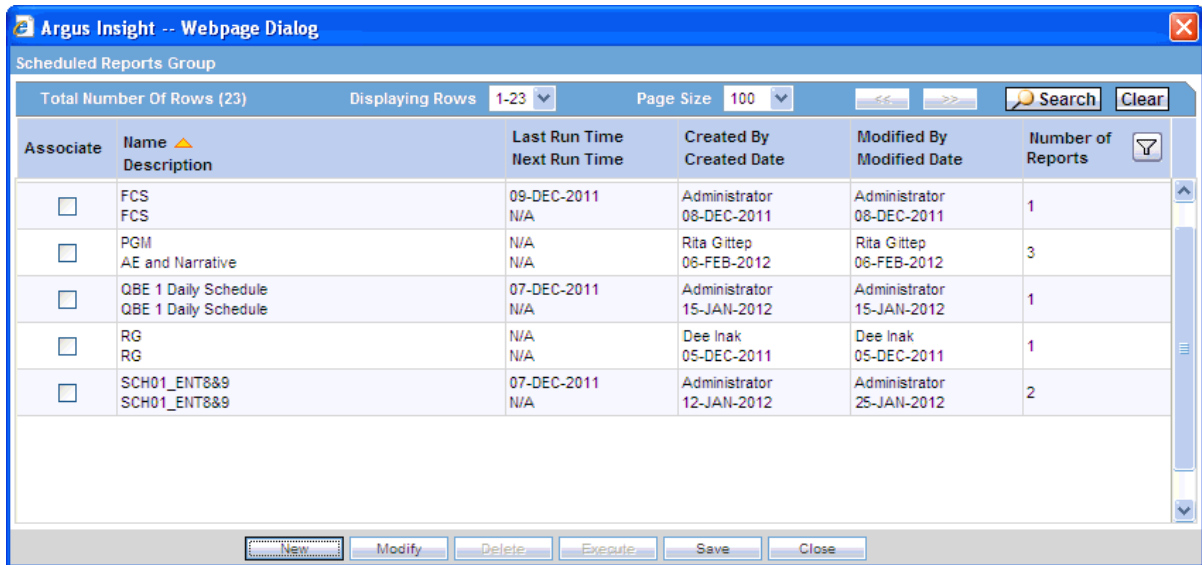 Argus Insight -- Webpage Dialog
Scheduled Reports Group
Total Number Of Rows (23) Displaying Rows 1-23 Page Size 100 << >> Search Clear
Associate Name Last Run Time Created By Modified By Number of
Description Next Run Time Created Date Modified Date Reports
FCS 09-DEC-2011 Administrator Administrator 1
FCS N/A 08-DEC-2011 08-DEC-2011
PGM N/A Rita Gittep Rita Gittep 3
AE and Narrative N/A 06-FEB-2012 06-FEB-2012
QBE 1 Daily Schedule 07-DEC-2011 Administrator Administrator 1
QBE 1 Daily Schedule N/A 15-JAN-2012 15-JAN-2012
RG N/A Dee Inak Dee Inak 1
RG N/A 05-DEC-2011 05-DEC-2011
SCH01_ENT8&9 07-DEC-2011 Administrator Administrator 2
SCH01_ENT8&9 N/A 12-JAN-2012 25-JAN-2012
New Modify Delete Execute Save Close